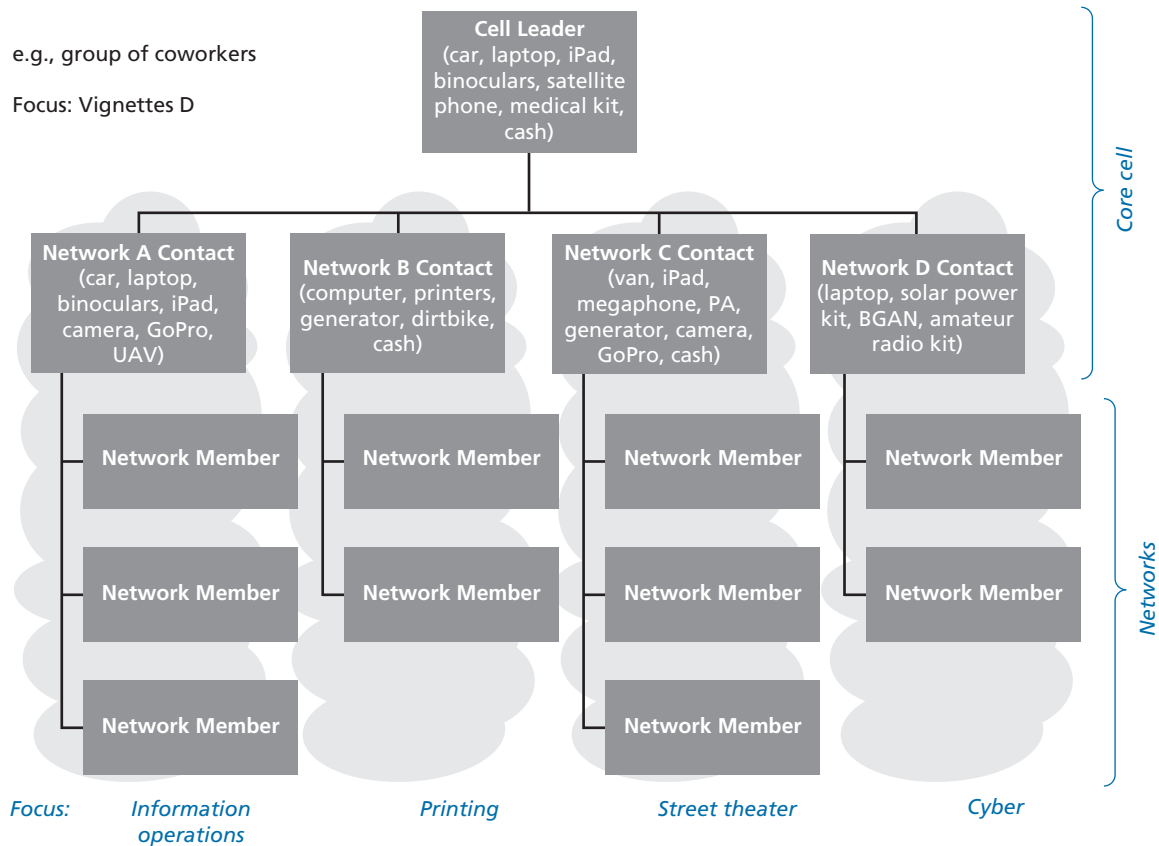 e.g., group of coworkers
Focus: Vignettes D
Cell Leader
(car, laptop, iPad,
binoculars, satellite
phone, medical kit,
cash)
Core cell
Network A Contact
(car, laptop,
binoculars, iPad,
camera, GoPro,
UAV)
Network B Contact
(computer, printers,
generator, dirtbike,
cash)
Network C Contact
(van, iPad,
megaphone, PA,
generator, camera,
GoPro, cash)
Network D Contact
(laptop, solar power
kit, BGAN, amateur
radio kit)
Network Member
Network Member
Network Member
Network Member
Network Member
Network Member
Network Member
Network Member
Network Member
Network Member
Networks
Focus:
Information
operations
Printing
Street theater
Cyber